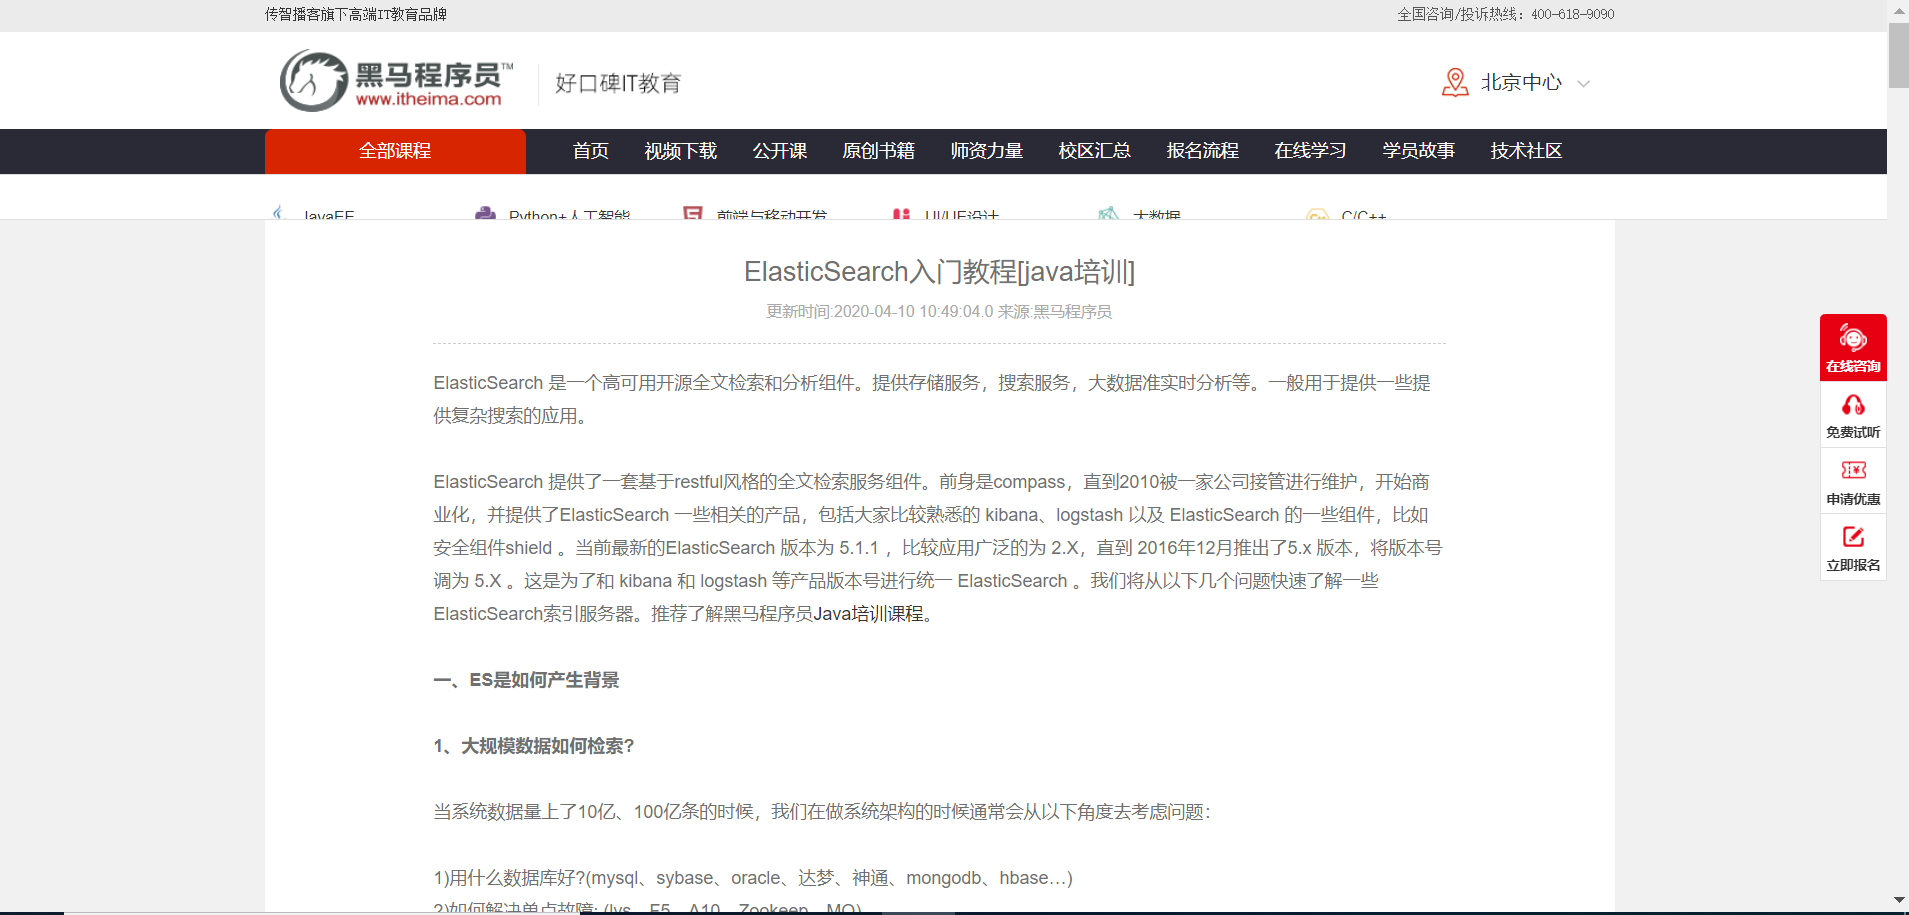 传智播客旗下高端IT教育品牌
全国咨询/投诉热线：400-618-9090
黑马程序员™
www.itheima.com
好口碑IT教育
北京中心
全部课程 首页 视频下载 公开课 原创书籍 师资力量 校区汇总 报名流程 在线学习 学员故事 技术社区
JavaEE Python+人工智能 前端与移动开发 UI/UE设计 大数据 C/C++
ElasticSearch入门教程[java培训]
更新时间:2020-04-10 10:49:04.0 来源:黑马程序员
ElasticSearch 是一个高可用开源全文检索和分析组件。提供存储服务，搜索服务，大数据准实时分析等。一般用于提供一些提
供复杂搜索的应用。
ElasticSearch 提供了一套基于restful风格的全文检索服务组件。前身是compass，直到2010被一家公司接管进行维护，开始商
业化，并提供了ElasticSearch 一些相关的产品，包括大家比较熟悉的 kibana、logstash 以及 ElasticSearch 的一些组件，比如
安全组件shield 。当前最新的ElasticSearch 版本为 5.1.1 ，比较应用广泛的为 2.X，直到 2016年12月推出了5.x 版本，将版本号
调为 5.X 。这是为了和 kibana 和 logstash 等产品版本号进行统一 ElasticSearch 。我们将从以下几个问题快速了解一些
ElasticSearch索引服务器。推荐了解黑马程序员Java培训课程。
一、ES是如何产生背景
1、大规模数据如何检索?
当系统数据量上了10亿、100亿条的时候，我们在做系统架构的时候通常会从以下角度去考虑问题：
1)用什么数据库好?(mysql、sybase、oracle、达梦、神通、mongodb、hbase…)
2)如何解决单点故障; (lvs、F5、A10、Zookeep、MQ)
在线咨询
免费试听
申请优惠
立即报名